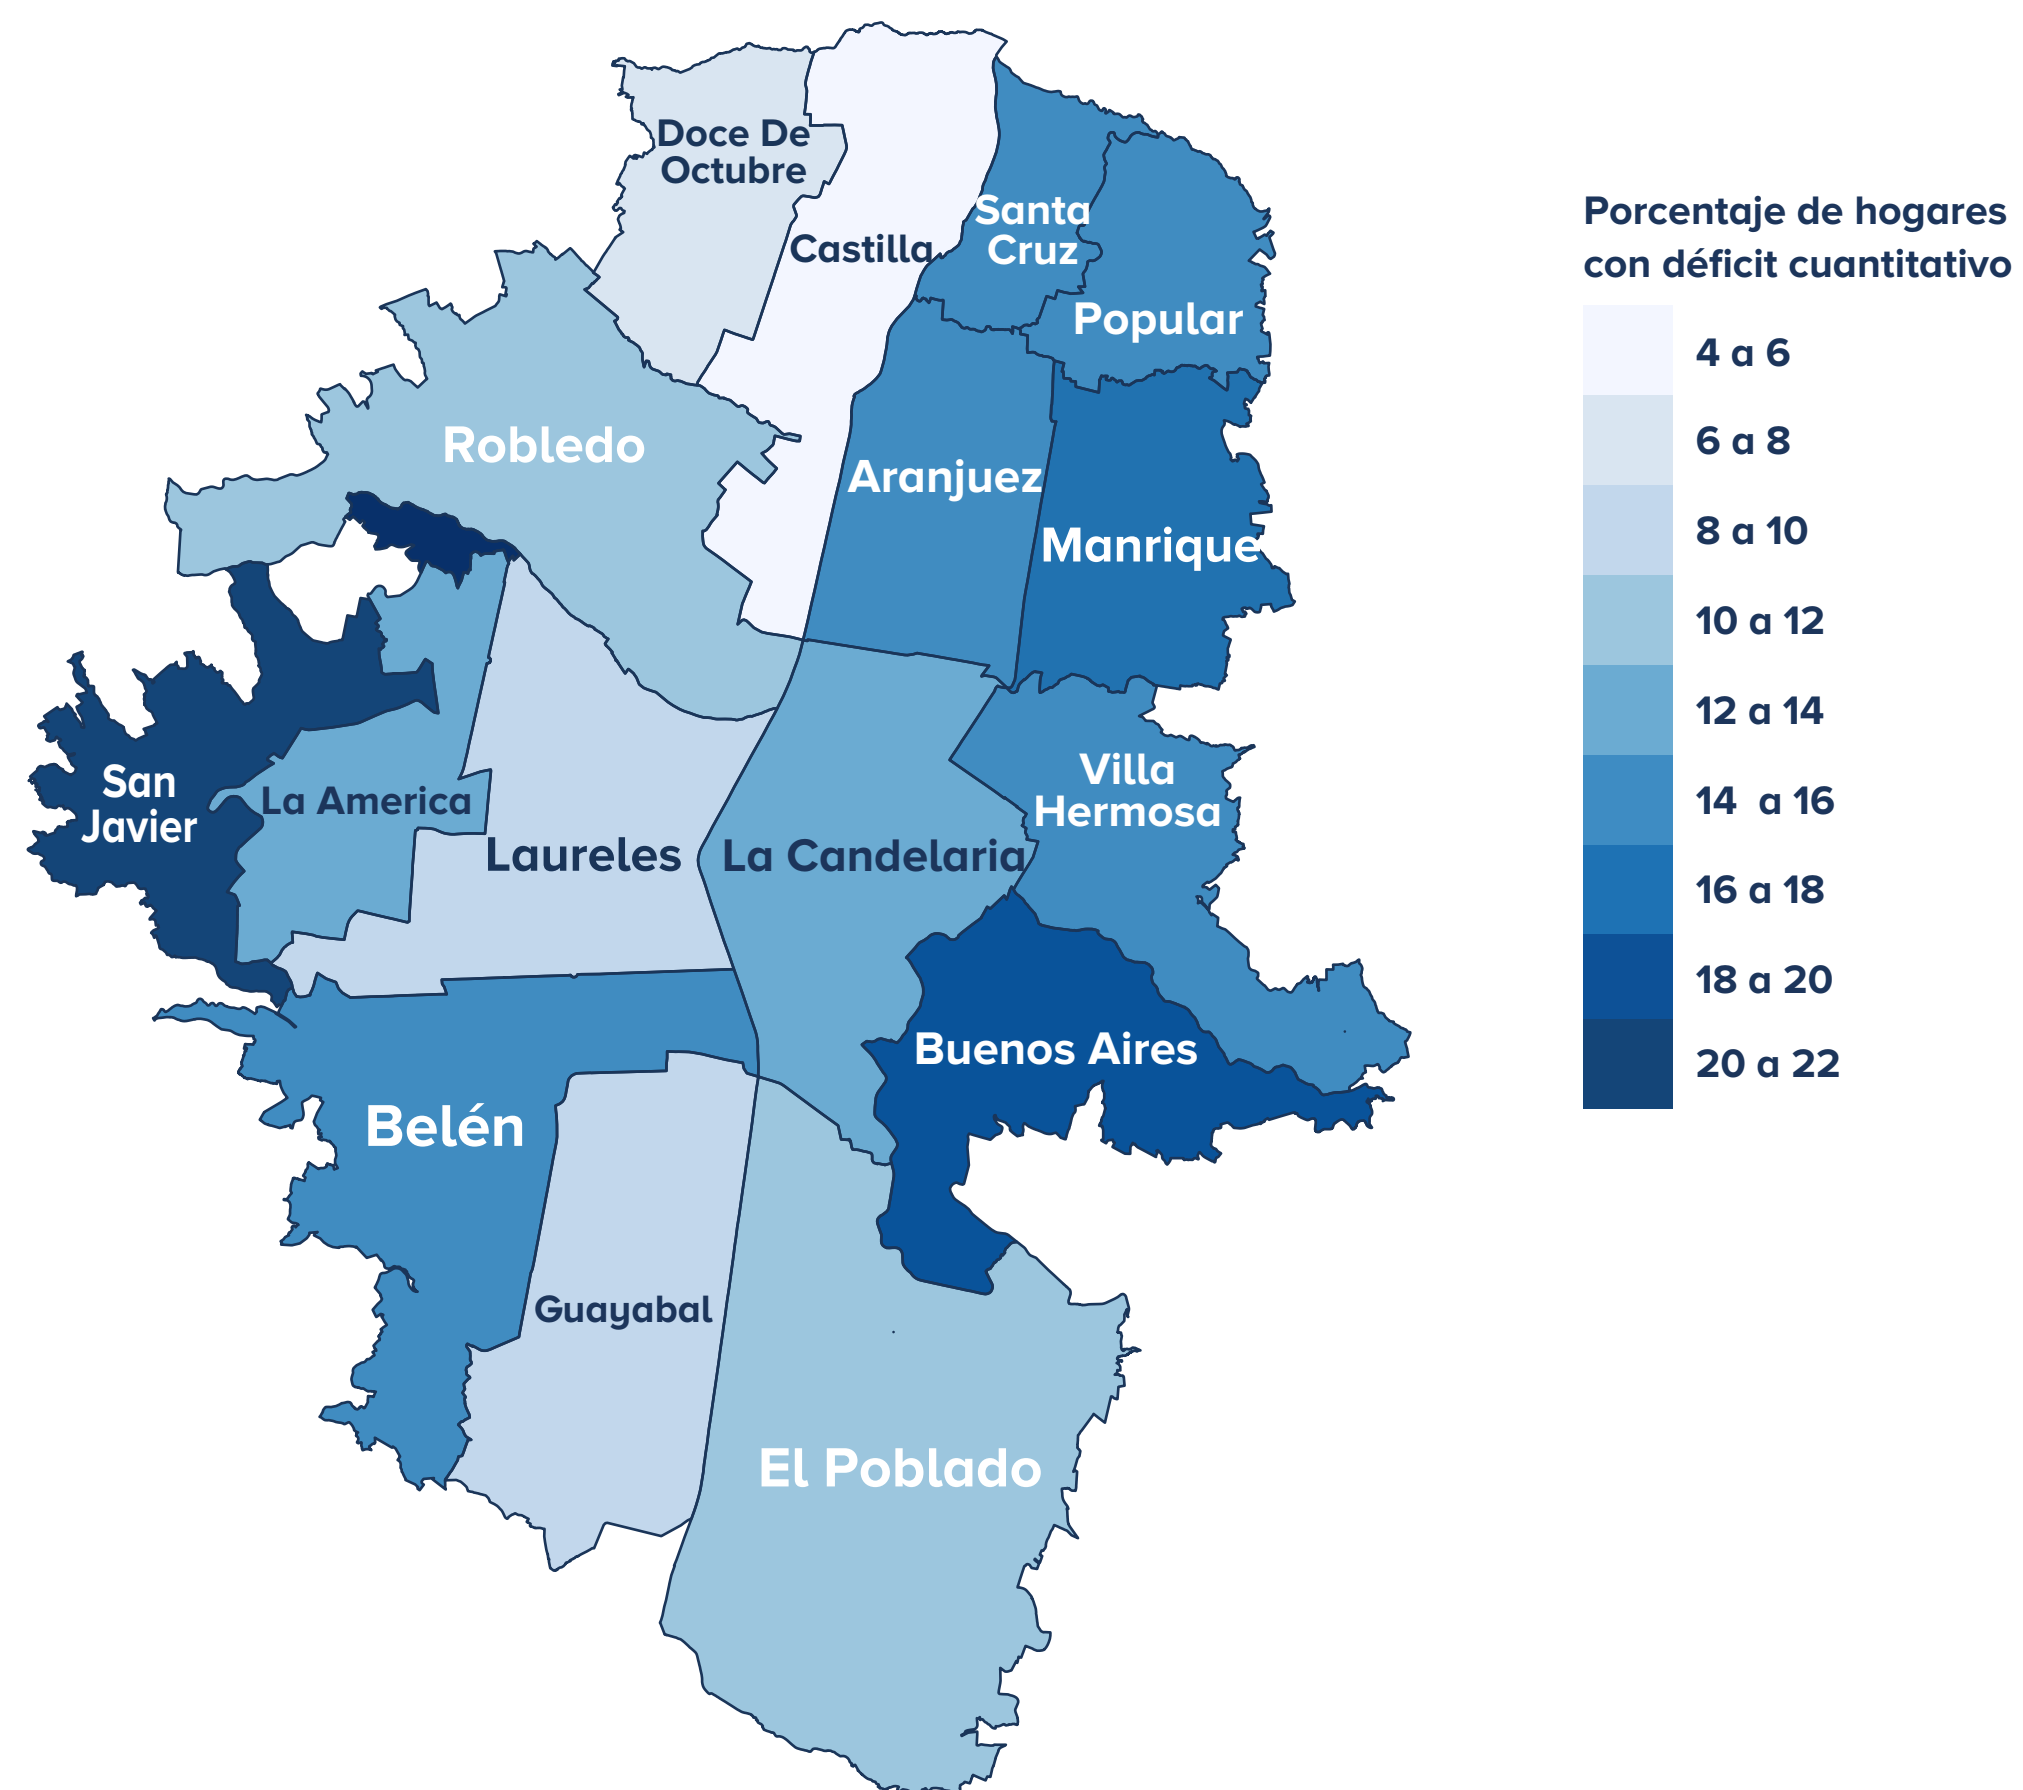 Doce De
Octubre
Castilla
Santa
Cruz
Popular
Robledo
Aranjuez
Manrique
San
Javier
La America
Laureles
La Candelaria
Villa
Hermosa
Buenos Aires
Belén
Guayabal
El Poblado
Porcentaje de hogares
con déficit cuantitativo
4 a 6
6 a 8
8 a 10
10 a 12
12 a 14
14 a 16
16 a 18
18 a 20
20 a 22